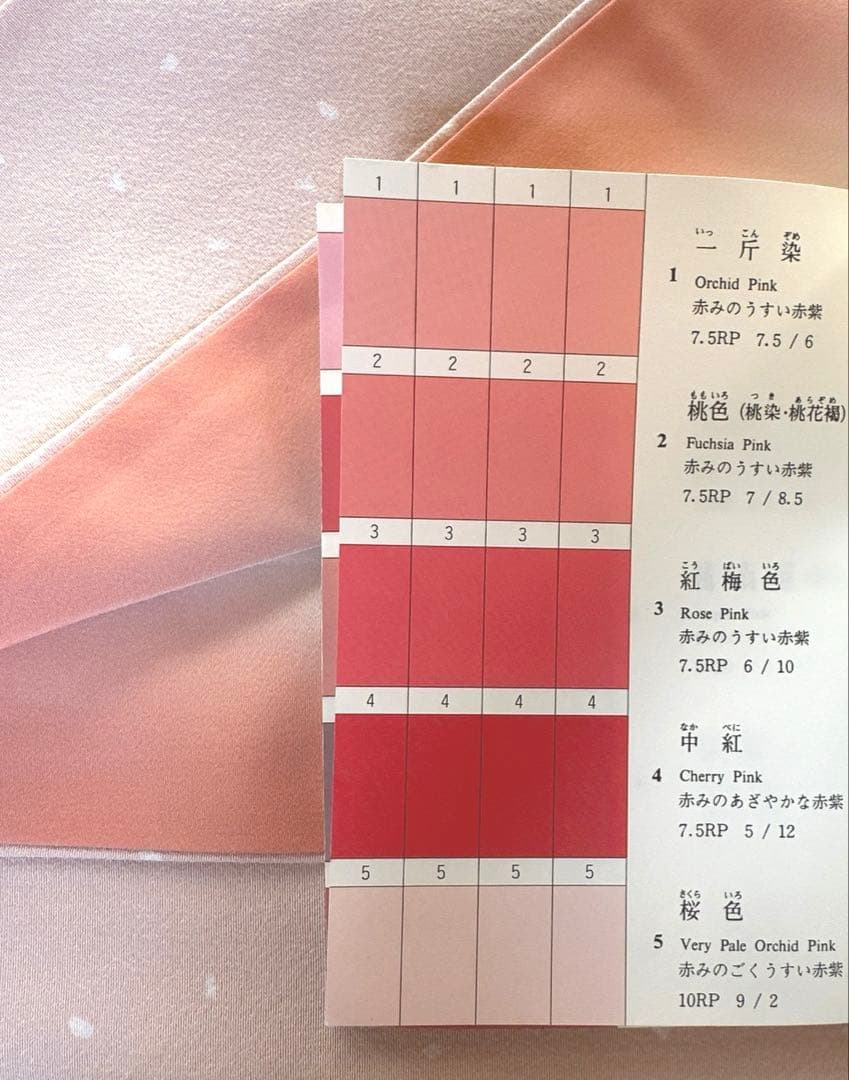 1 1 1 1
2 2 2 2
3 3 3 3
4 4 4 4
5 5 5 5
いっ こん ぞめ
一 斤 染
1 Orchid Pink
赤みのうすい赤紫
7.5RP 7.5 / 6
ももいろ つき あらぞめ
桃色 (桃染・桃花褐)
2 Fuchsia Pink
赤みのうすい赤紫
7.5RP 7 / 8.5
こう ばい いろ
紅 梅 色
3 Rose Pink
赤みのうすい赤紫
7.5RP 6 / 10
なか べに
中 紅
4 Cherry Pink
赤みのあざやかな赤紫
7.5RP 5 / 12
さくら いろ
桜 色
5 Very Pale Orchid Pink
赤みのごくうすい赤紫
10RP 9 / 2